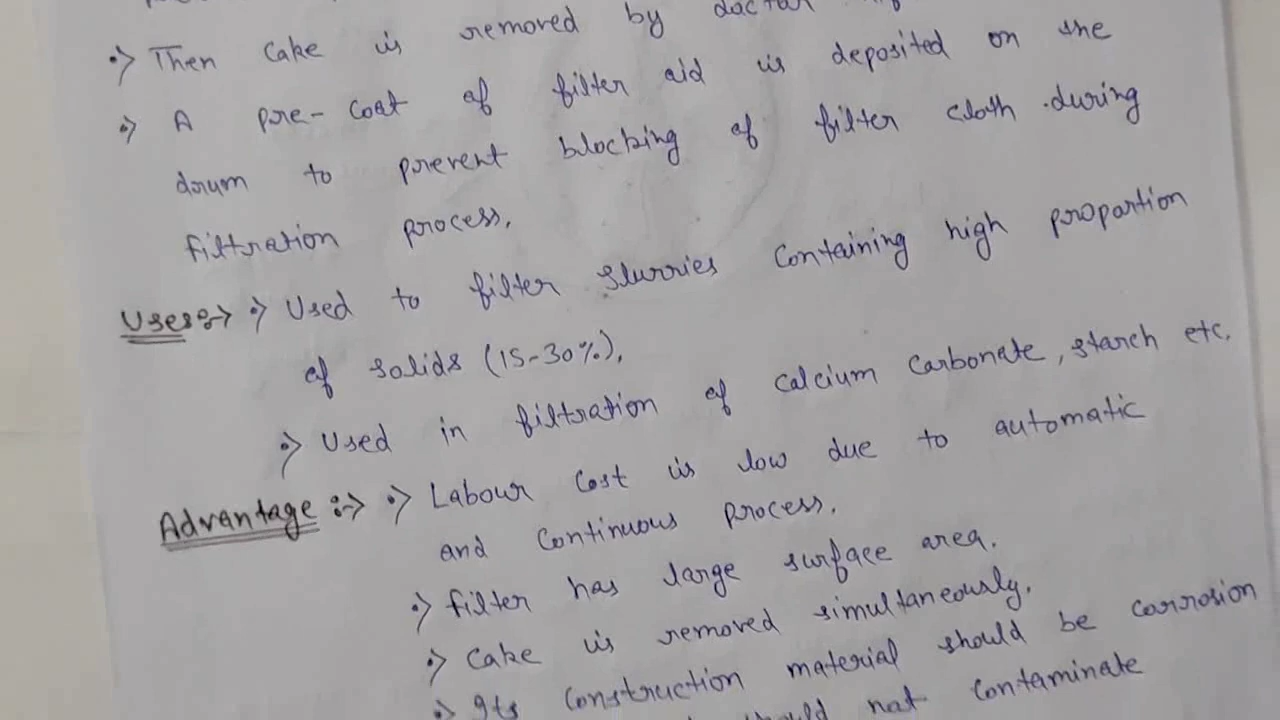 :> Then cake is removed by doctor
:> A pre-coat of filter aid is deposited on the
drum to prevent blocking of filter cloth during
filtration process.
Uses:-> :> Used to filter slurries containing high proportion
of solids (15-30%).
:> Used in filtration of calcium carbonate, starch etc.
Advantage :-> :> Labour cost is low due to automatic
and continuous process.
:> filter has large surface area.
:> cake is removed simultaneously.
:> Its construction material should be corrosion
should not contaminate